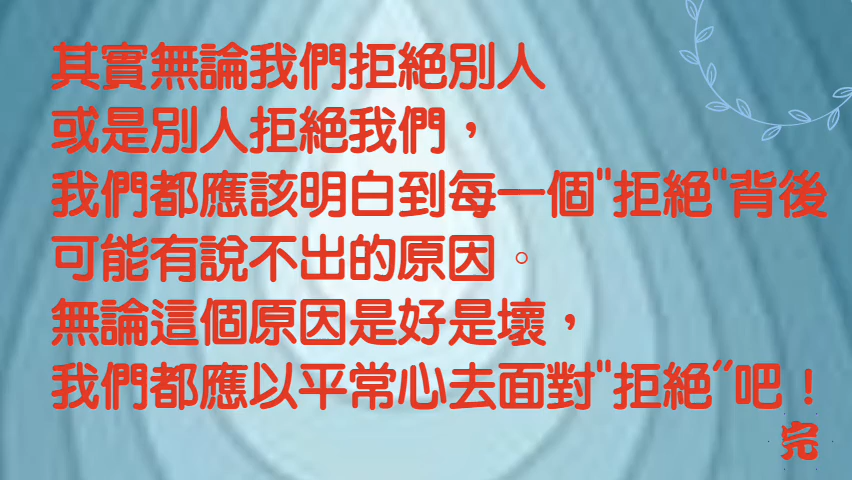 其實無論我們拒絕別人
或是別人拒絕我們，
我們都應該明白到每一個"拒絕"背後
可能有說不出的原因。
無論這個原因是好是壞，
我們都應以平常心去面對"拒絕"吧！
完